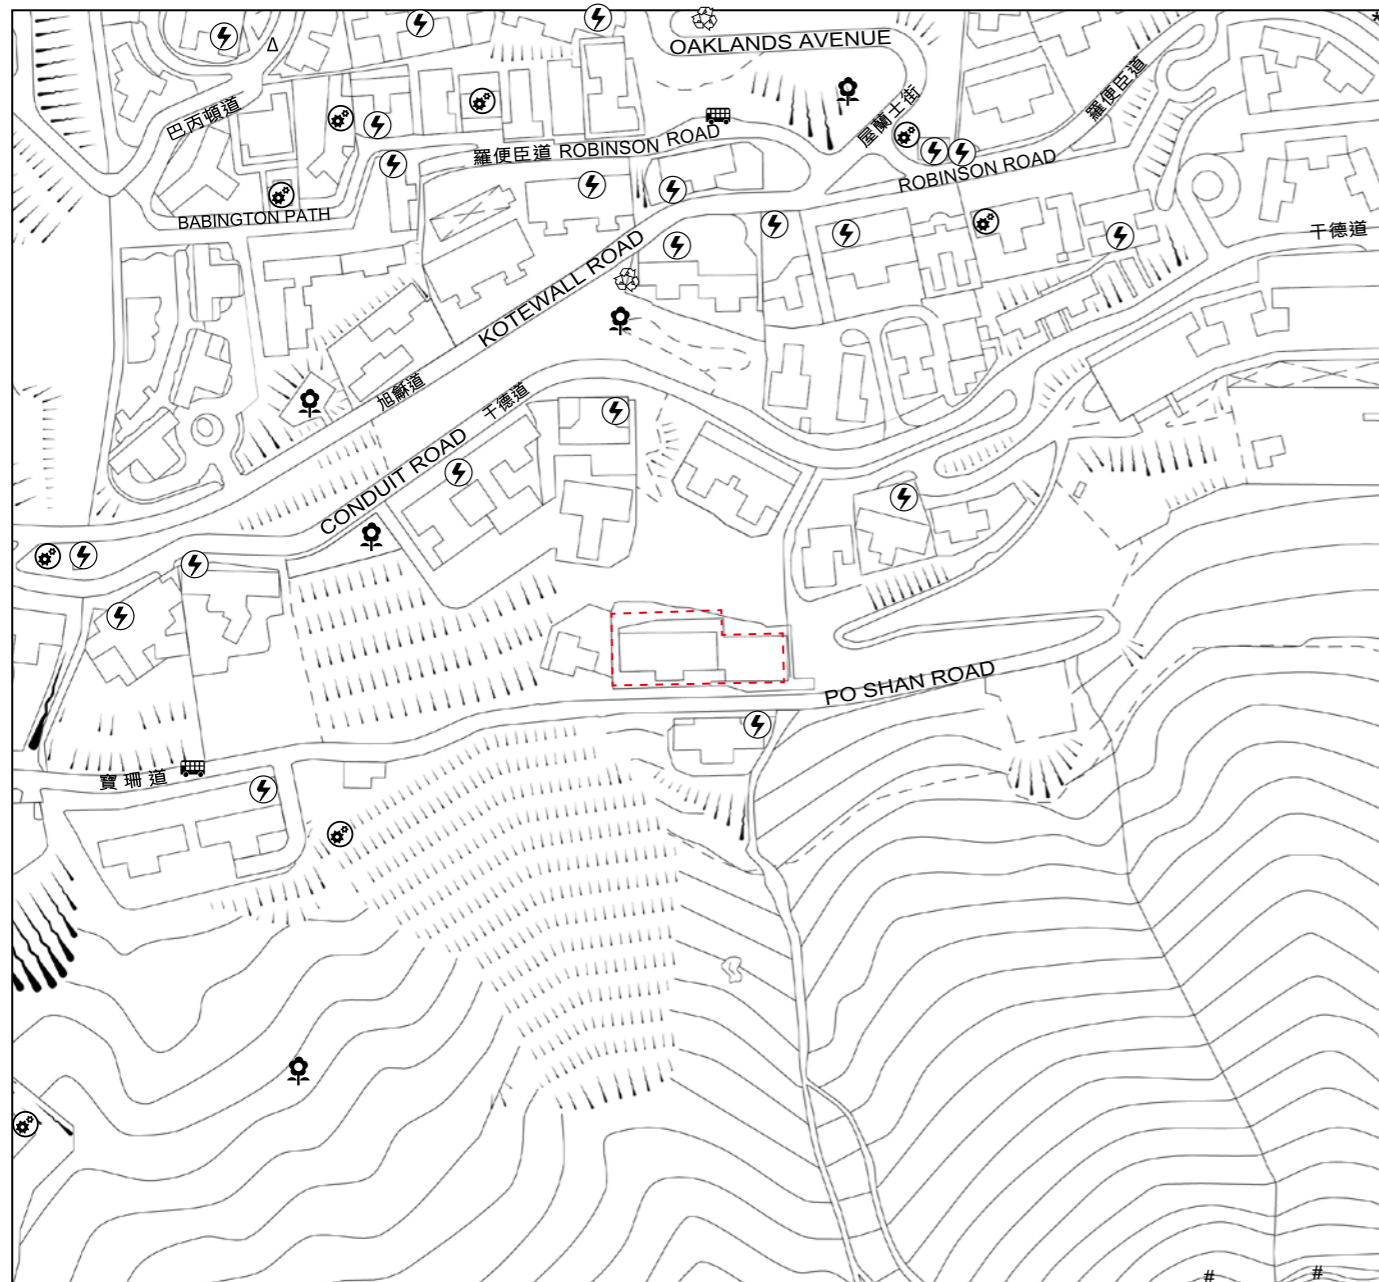 OAKLANDS AVENUE
巴丙頓道
屋蘭士街
羅便臣道
羅便臣道 ROBINSON ROAD
ROBINSON ROAD
BABINGTON PATH
干德道
KOTEWALL ROAD
旭龢道
干德道
CONDUIT ROAD
PO SHAN ROAD
寶珊道
#
#